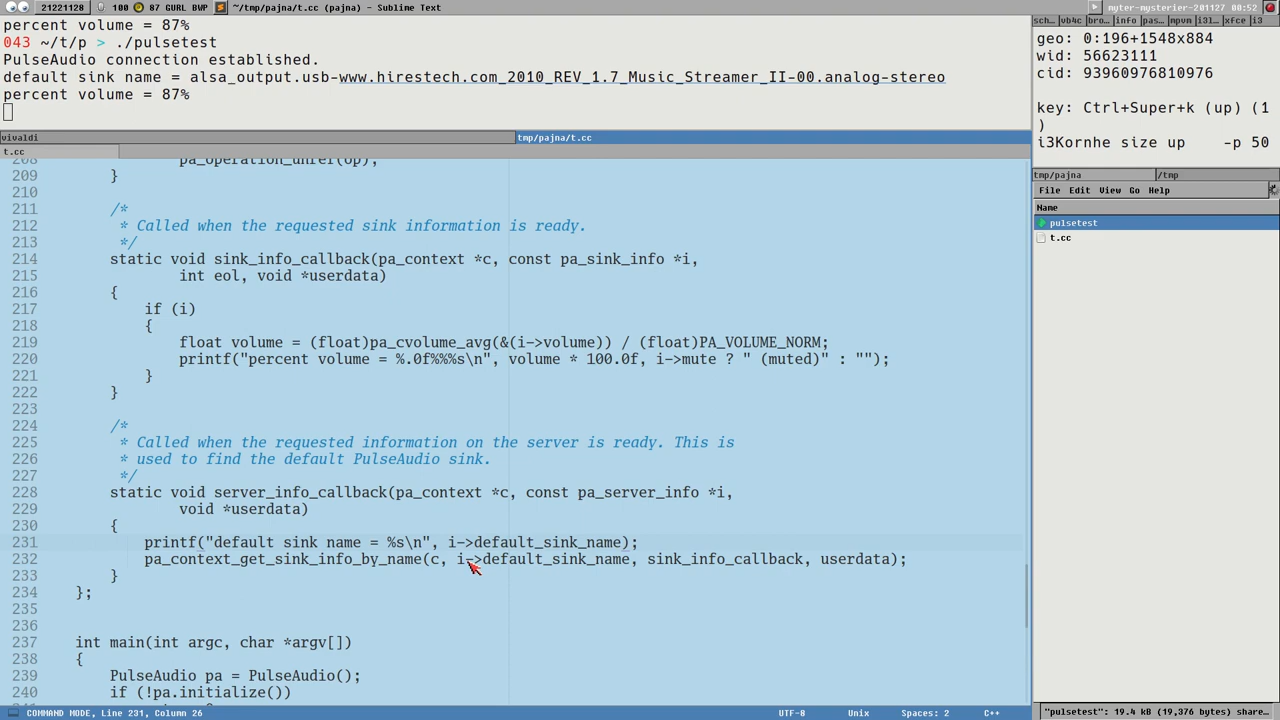 21221128 100 87 GURL BWP ~/tmp/pajna/t.cc (pajna) - Sublime Text
myter-mysterier-201127 00:52
percent volume = 87%
043 ~/t/p > ./pulsetest
PulseAudio connection established.
default sink name = alsa_output.usb-www.hirestech.com_2010_REV_1.7_Music_Streamer_II-00.analog-stereo
percent volume = 87%
sch… vb4c bro… info pas… mpvm i3l… xfce i3
geo: 0:196+1548x884
wid: 56623111
cid: 93960976810976
key: Ctrl+Super+k (up) (1
)
i3Kornhe size up -p 50
vivaldi tmp/pajna/t.cc
t.cc
208 pa_operation_unref(op);
209 }
210
211 /*
212 * Called when the requested sink information is ready.
213 */
214 static void sink_info_callback(pa_context *c, const pa_sink_info *i,
215 int eol, void *userdata)
216 {
217 if (i)
218 {
219 float volume = (float)pa_cvolume_avg(&(i->volume)) / (float)PA_VOLUME_NORM;
220 printf("percent volume = %.0f%%%s\n", volume * 100.0f, i->mute ? " (muted)" : "");
221 }
222 }
223
224 /*
225 * Called when the requested information on the server is ready. This is
226 * used to find the default PulseAudio sink.
227 */
228 static void server_info_callback(pa_context *c, const pa_server_info *i,
229 void *userdata)
230 {
231 printf("default sink name = %s\n", i->default_sink_name);
232 pa_context_get_sink_info_by_name(c, i->default_sink_name, sink_info_callback, userdata);
233 }
234 };
235
236
237 int main(int argc, char *argv[])
238 {
239 PulseAudio pa = PulseAudio();
240 if (!pa.initialize())
COMMAND MODE, Line 231, Column 26 UTF-8 Unix Spaces: 2 C++
tmp/pajna /tmp
File Edit View Go Help
Name
pulsetest
t.cc
"pulsetest": 19.4 kB (19,376 bytes) share…